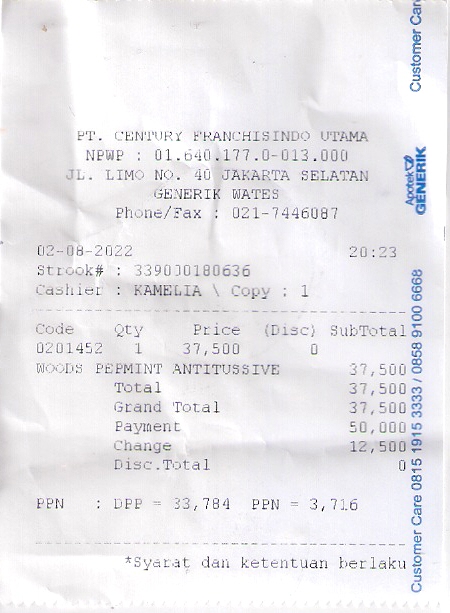 PT. CENTURY FRANCHISINDO UTAMA
NPWP : 01.640.177.0-013.000
JL. LIMO NO. 40 JAKARTA SELATAN
GENERIK WATES
Phone/Fax : 021-7446087
02-08-2022 20:23
Strook# : 339000180636
Cashier : KAMELIA \ Copy : 1
Code Qty Price (Disc) SubTotal
0201452 1 37,500 0
WOODS PEPMINT ANTITUSSIVE 37,500
Total 37,500
Grand Total 37,500
Payment 50,000
Change 12,500
Disc.Total 0
PPN : DPP = 33,784 PPN = 3,716
*Syarat dan ketentuan berlaku
Customer Care 0815 1915 3333 / 0858 9100 6668
Apotek
GENERIK
Customer Car